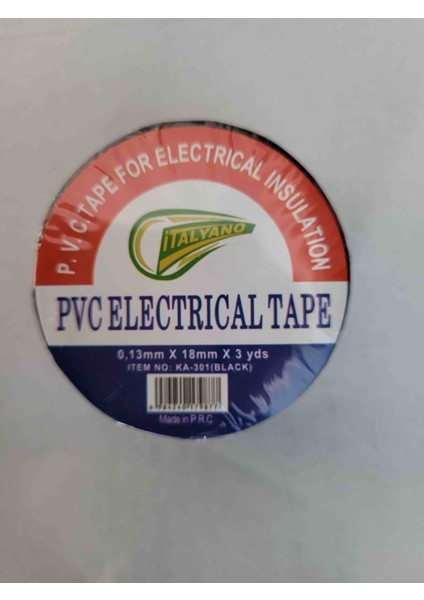 P. V. C. TAPE FOR ELECTRICAL INSULATION
ITALYANO
PVC ELECTRICAL TAPE
0,13mm X 18mm X 3 yds
ITEM NO: KA-301(BLACK)
Made in P.R.C